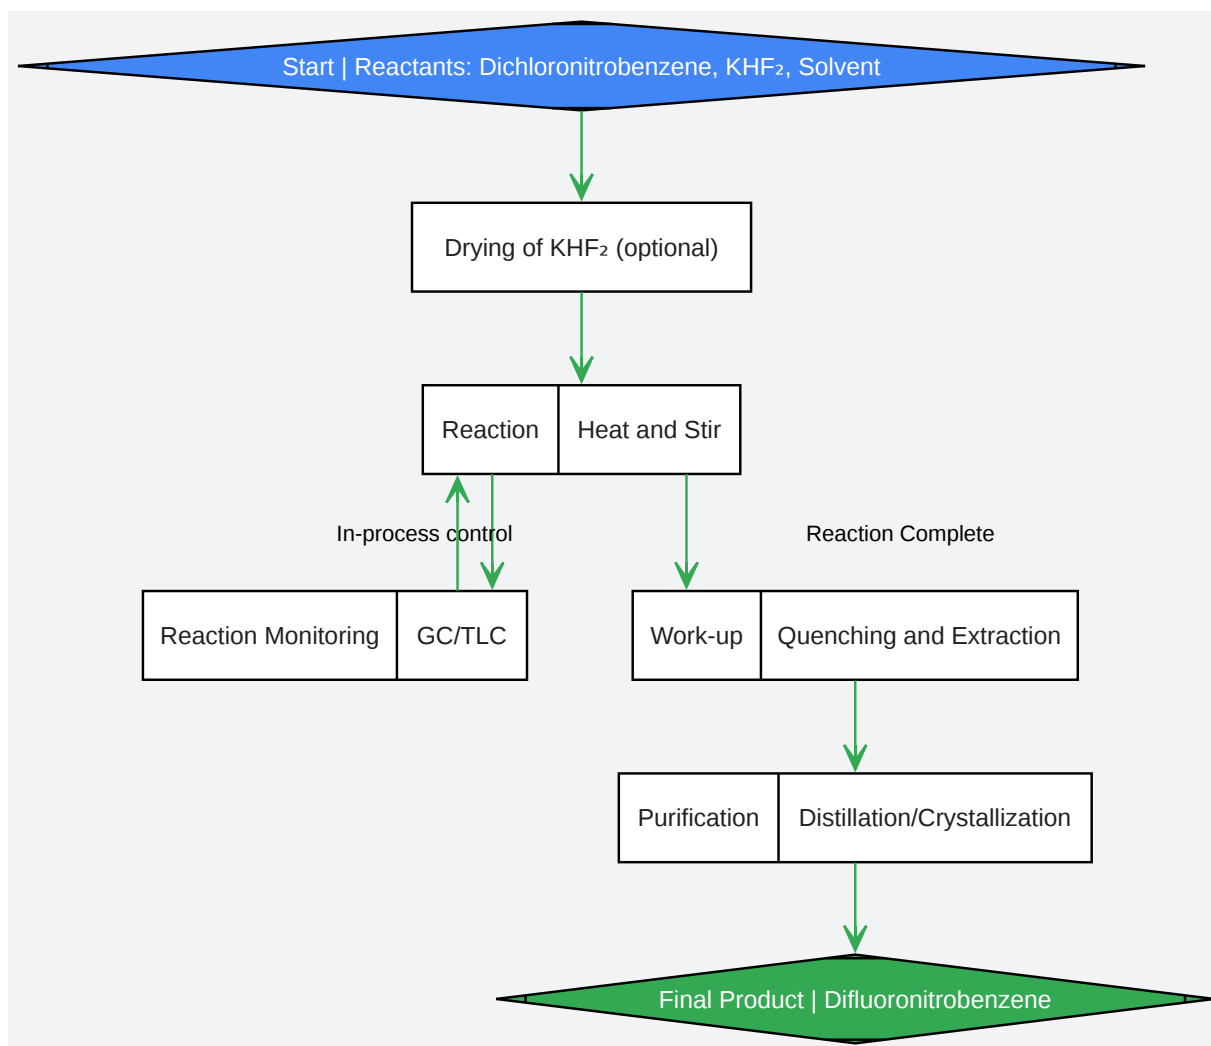 Start | Reactants: Dichloronitrobenzene, KHF₂, Solvent
Drying of KHF₂ (optional)
Reaction
Heat and Stir
In-process control
Reaction Complete
Reaction Monitoring
GC/TLC
Work-up
Quenching and Extraction
Purification
Distillation/Crystallization
Final Product | Difluoronitrobenzene